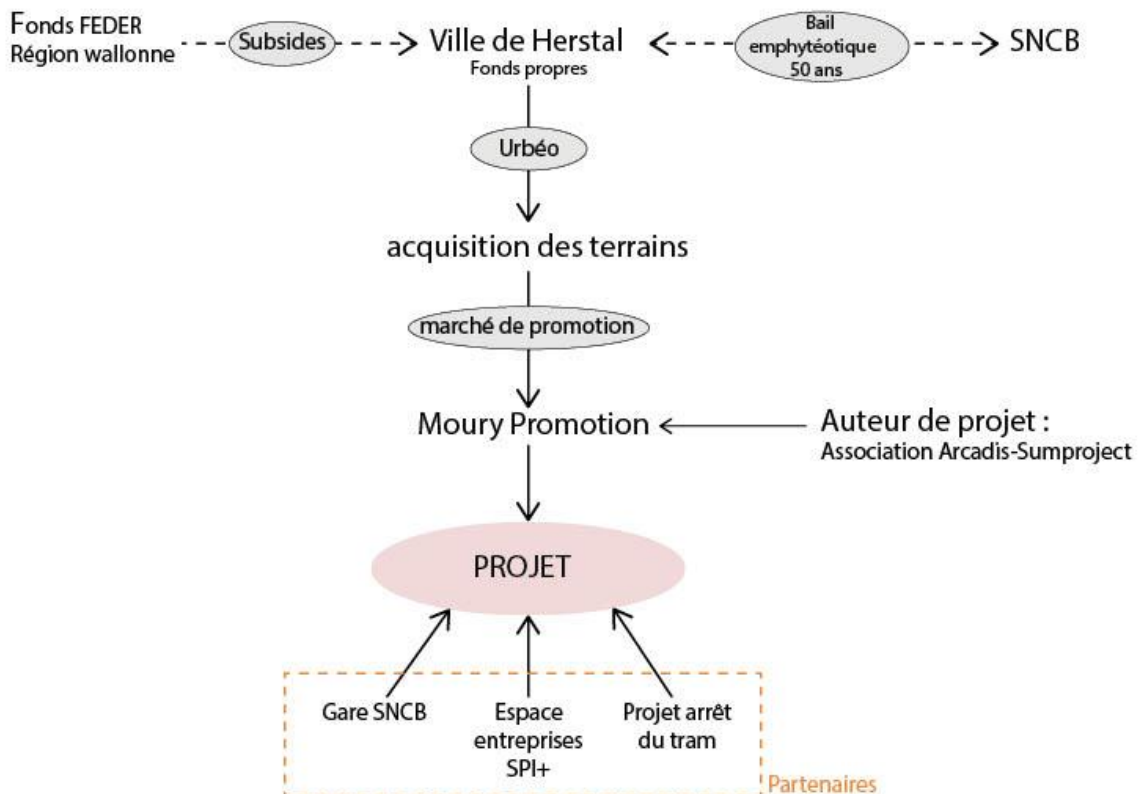 Fonds FEDER
Région wallonne
Subsides
Ville de Herstal
Fonds propres
Bail
emphytéotique
50 ans
SNCB
Urbéo
acquisition des terrains
marché de promotion
Moury Promotion
Auteur de projet :
Association Arcadis-Sumproject
PROJET
Gare SNCB
Espace
entreprises
SPI+
Projet arrêt
du tram
Partenaires